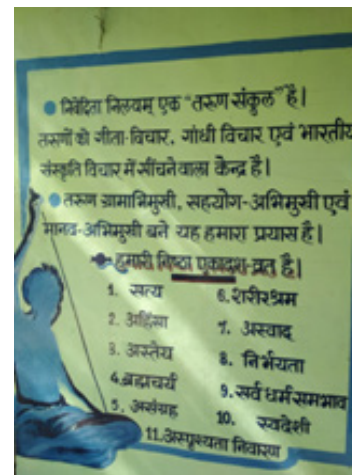 निवेदिता निलयम् एक "तरुण संकुल" है।
तरुणों को गीता-विचार, गांधी विचार एवं भारतीय
संस्कृति विचार में सींचने वाला केन्द्र है।
तरुण ग्रामाभिमुखी, सहयोग-अभिमुखी एवं
मानव-अभिमुखी बने यह हमारा प्रयास है।
हमारी निष्ठा एकादश-व्रत है।
1. सत्य
2. अहिंसा
3. अस्तेय
4. ब्रह्मचर्य
5. असंग्रह
6. शरीरश्रम
7. अस्वाद
8. निर्भयता
9. सर्व धर्म समभाव
10. स्वदेशी
11. अस्पृश्यता निवारण